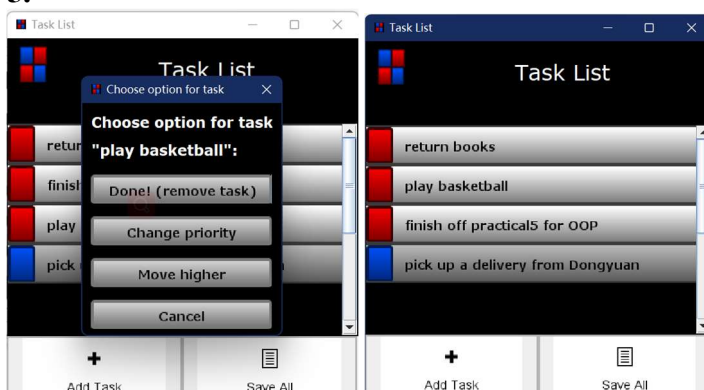 Task List
Task List
Choose option for task
Choose option for task
"play basketball":
retur
finish
play
pick
Done! (remove task)
Change priority
Move higher
Cancel
Add Task
Save All
Task List
Task List
return books
play basketball
finish off practical5 for OOP
pick up a delivery from Dongyuan
Add Task
Save All